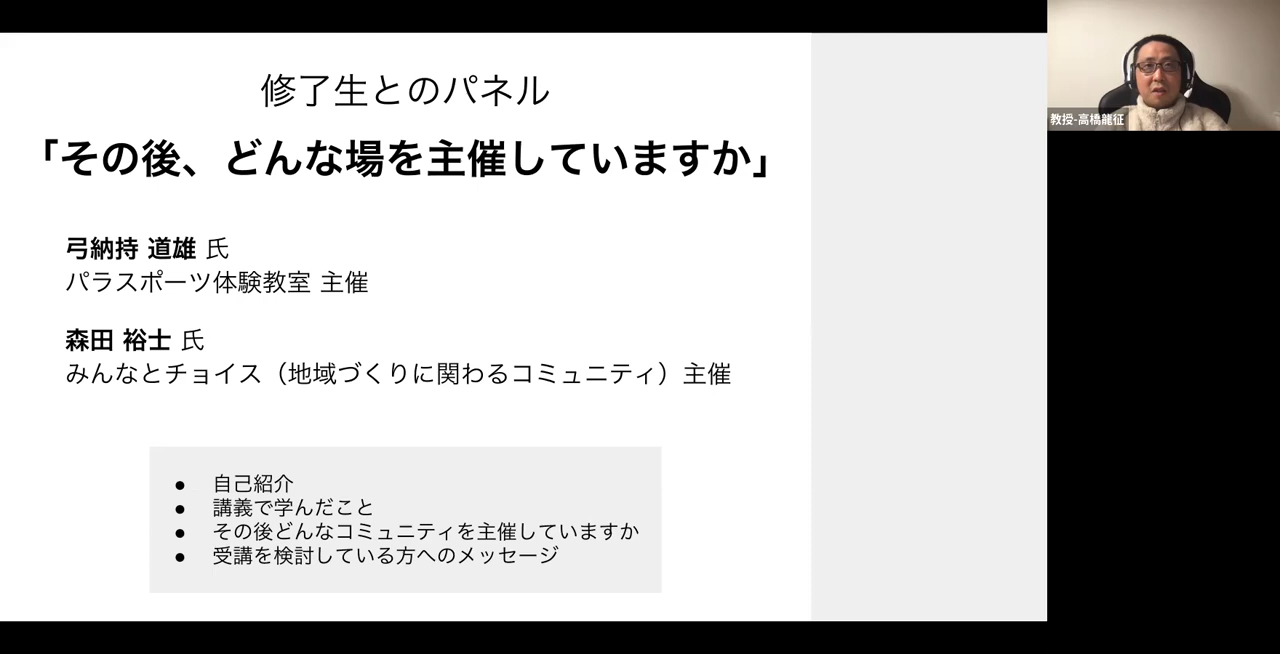 修了生とのパネル
「その後、どんな場を主催していますか」
弓納持 道雄 氏
パラスポーツ体験教室 主催
森田 裕士 氏
みんなとチョイス（地域づくりに関わるコミュニティ）主催
● 自己紹介
● 講義で学んだこと
● その後どんなコミュニティを主催していますか
● 受講を検討している方へのメッセージ
教授-高橋龍征